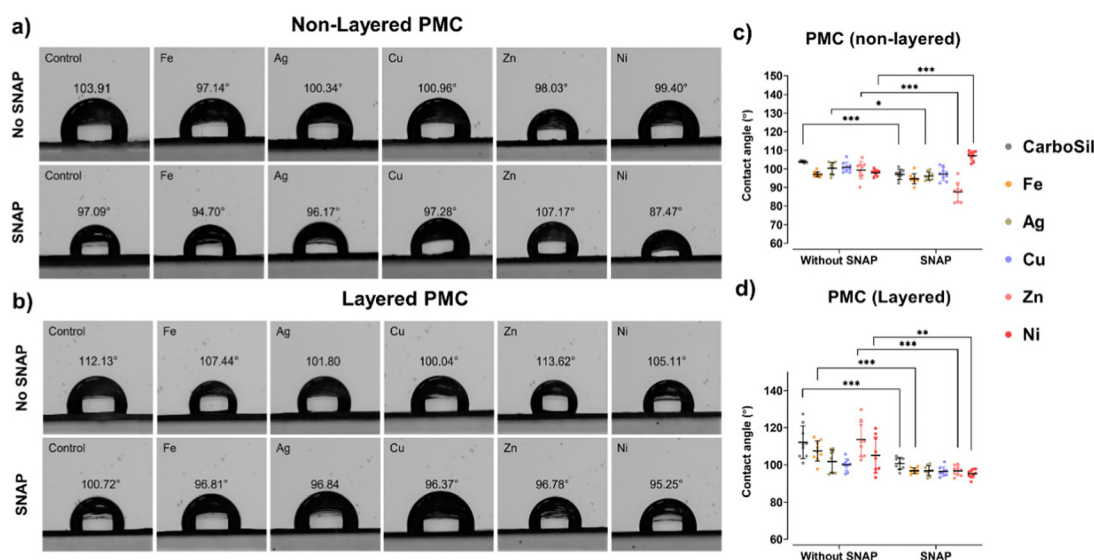 a)
Non-Layered PMC
No SNAP
Control
103.91
Fe
97.14°
Ag
100.34°
Cu
100.96°
Zn
98.03°
Ni
99.40°
SNAP
Control
97.09°
Fe
94.70°
Ag
96.17°
Cu
97.28°
Zn
107.17°
Ni
87.47°
b)
Layered PMC
No SNAP
Control
112.13°
Fe
107.44°
Ag
101.80
Cu
100.04°
Zn
113.62°
Ni
105.11°
SNAP
Control
100.72°
Fe
96.81°
Ag
96.84
Cu
96.37°
Zn
96.78°
Ni
95.25°
c)
PMC (non-layered)
Contact angle (°)
150
140
130
120
110
100
90
80
70
60
***
***
*
***
Without SNAP
SNAP
d)
PMC (Layered)
Contact angle (°)
140
120
100
80
60
**
***
***
***
Without SNAP
SNAP
CarboSil
Fe
Ag
Cu
Zn
Ni